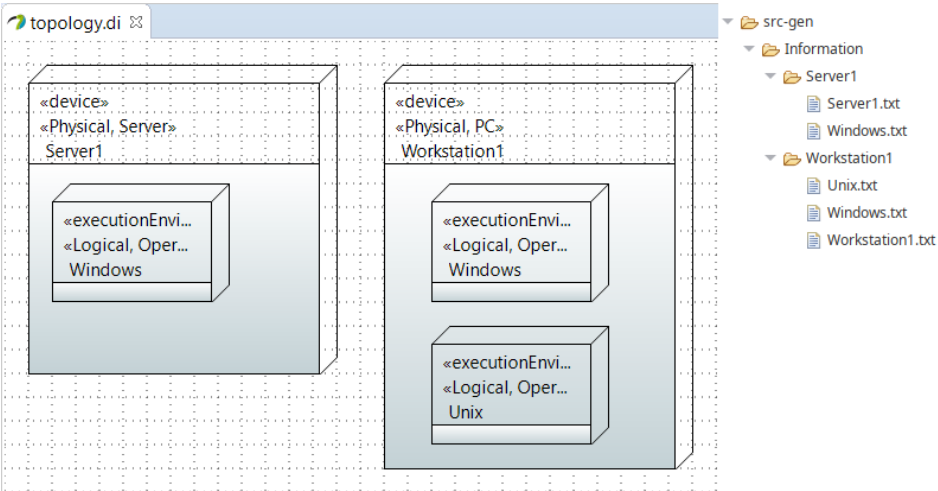 topology.di
«device»
«Physical, Server»
Server1
«executionEnvi...
«Logical, Oper...
Windows
«device»
«Physical, PC»
Workstation1
«executionEnvi...
«Logical, Oper...
Windows
«executionEnvi...
«Logical, Oper...
Unix
src-gen
Information
Server1
Server1.txt
Windows.txt
Workstation1
Unix.txt
Windows.txt
Workstation1.txt